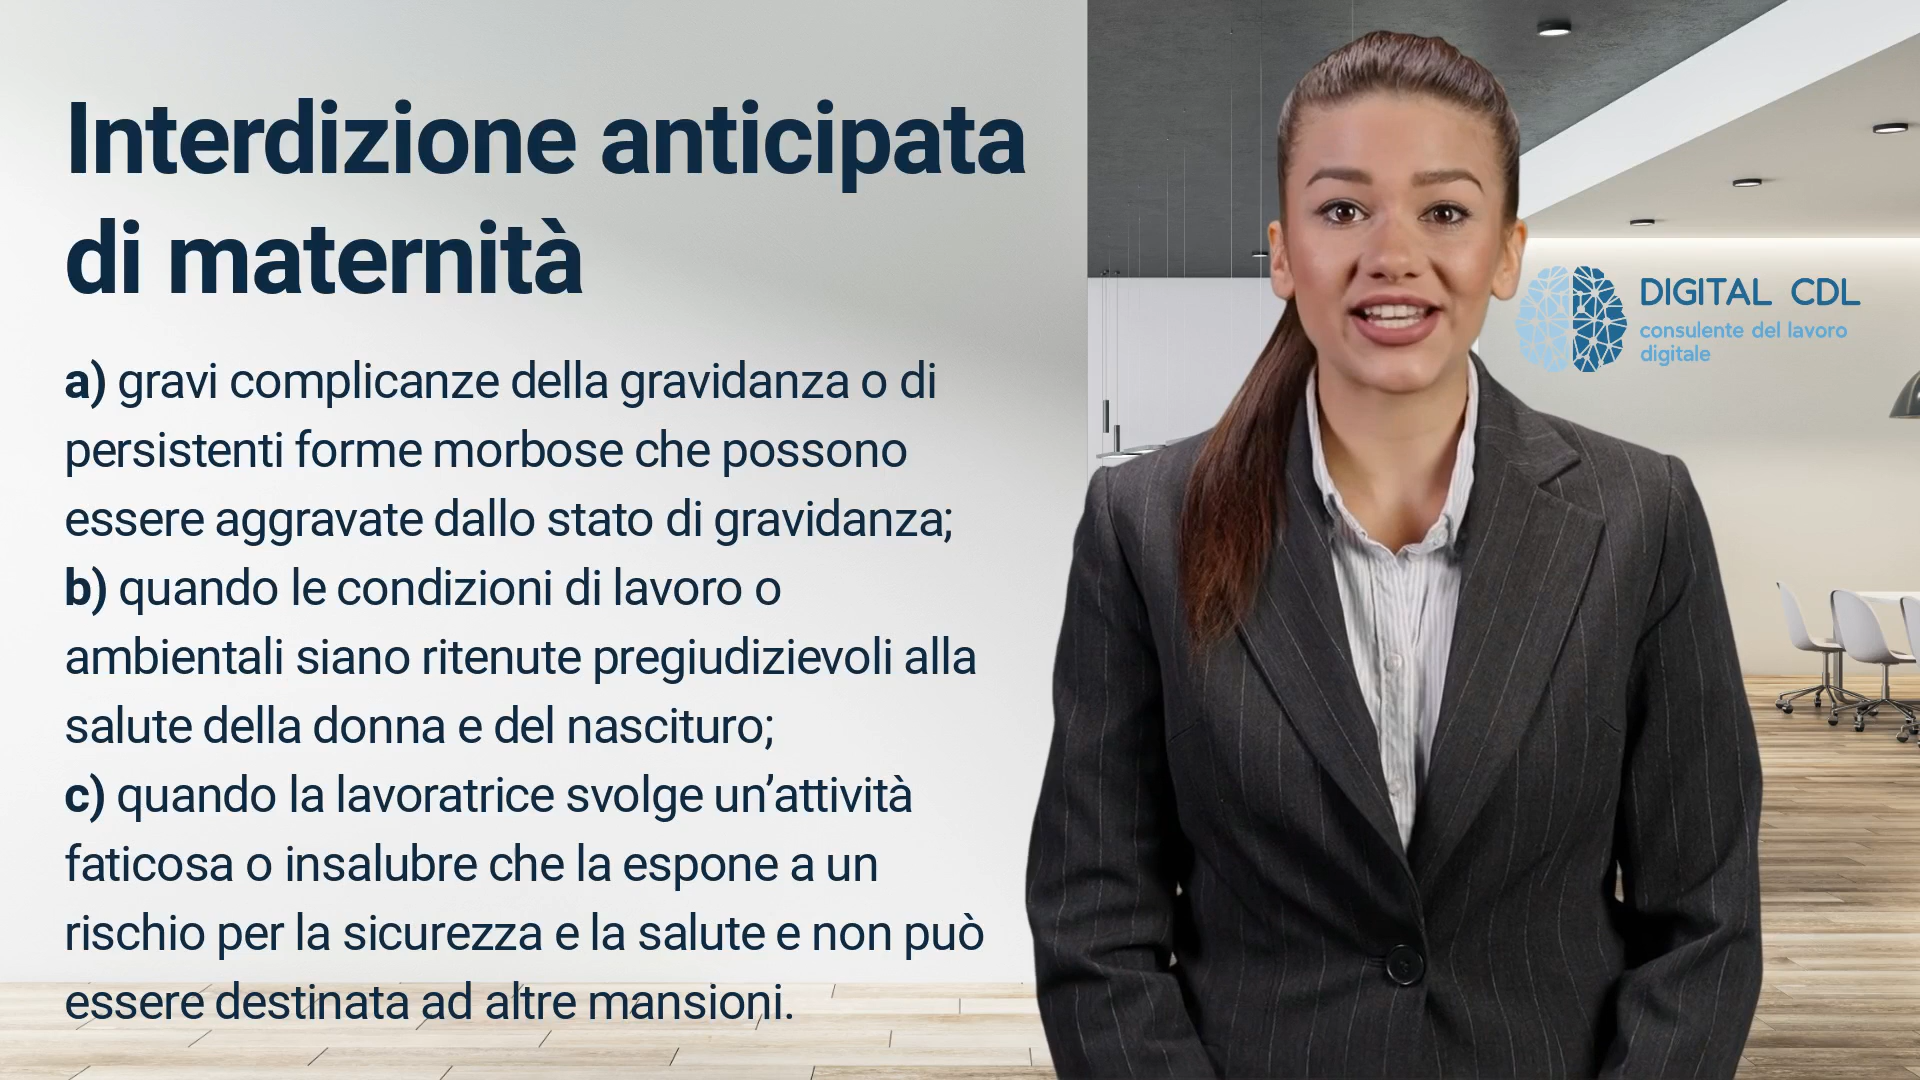 Interdizione anticipata
di maternità
a) gravi complicanze della gravidanza o di
persistenti forme morbose che possono
essere aggravate dallo stato di gravidanza;
b) quando le condizioni di lavoro o
ambientali siano ritenute pregiudizievoli alla
salute della donna e del nascituro;
c) quando la lavoratrice svolge un’attività
faticosa o insalubre che la espone a un
rischio per la sicurezza e la salute e non può
essere destinata ad altre mansioni.
DIGITAL CDL
consulente del lavoro
digitale